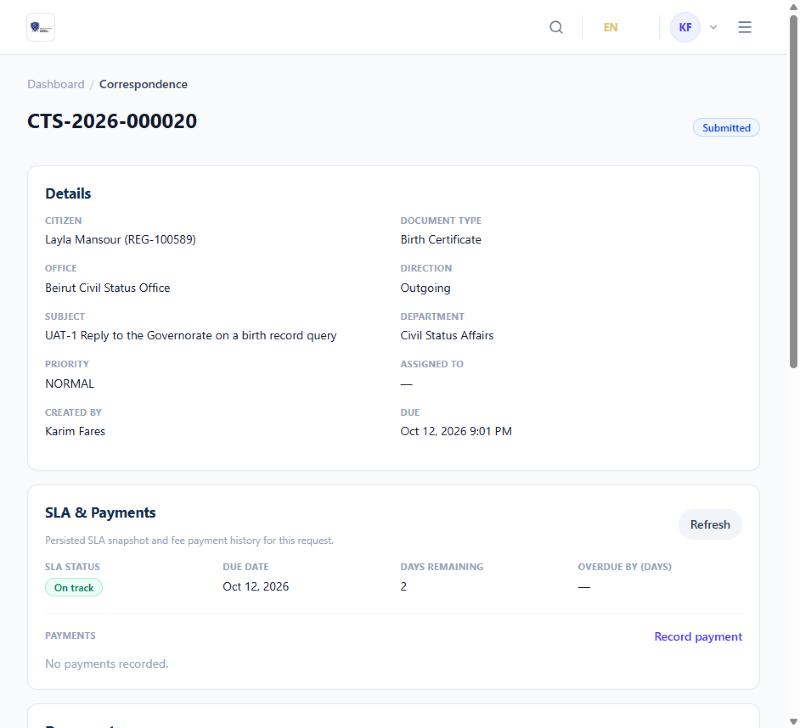 EN
KF
Dashboard / Correspondence
CTS-2026-000020
Submitted
Details
CITIZEN
Layla Mansour (REG-100589)
DOCUMENT TYPE
Birth Certificate
OFFICE
Beirut Civil Status Office
DIRECTION
Outgoing
SUBJECT
UAT-1 Reply to the Governorate on a birth record query
DEPARTMENT
Civil Status Affairs
PRIORITY
NORMAL
ASSIGNED TO
—
CREATED BY
Karim Fares
DUE
Oct 12, 2026 9:01 PM
SLA & Payments
Refresh
Persisted SLA snapshot and fee payment history for this request.
SLA STATUS
On track
DUE DATE
Oct 12, 2026
DAYS REMAINING
2
OVERDUE BY (DAYS)
—
PAYMENTS
Record payment
No payments recorded.